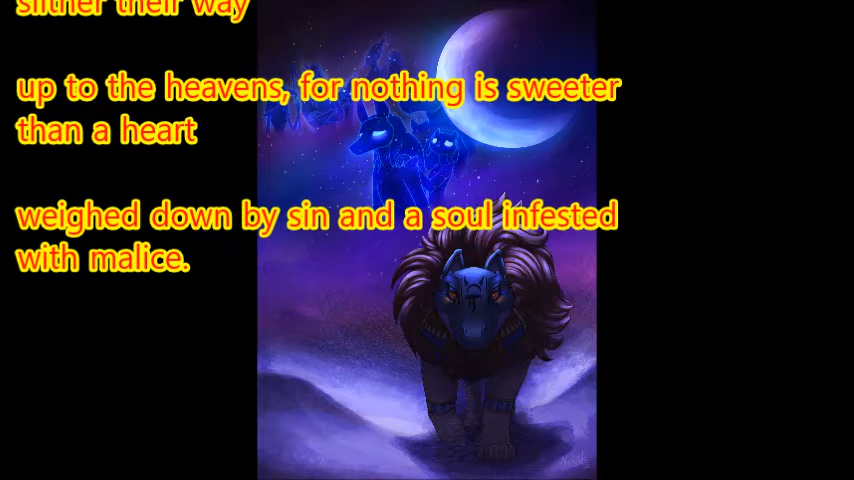 slither their way
up to the heavens, for nothing is sweeter
than a heart
weighed down by sin and a soul infested
with malice.